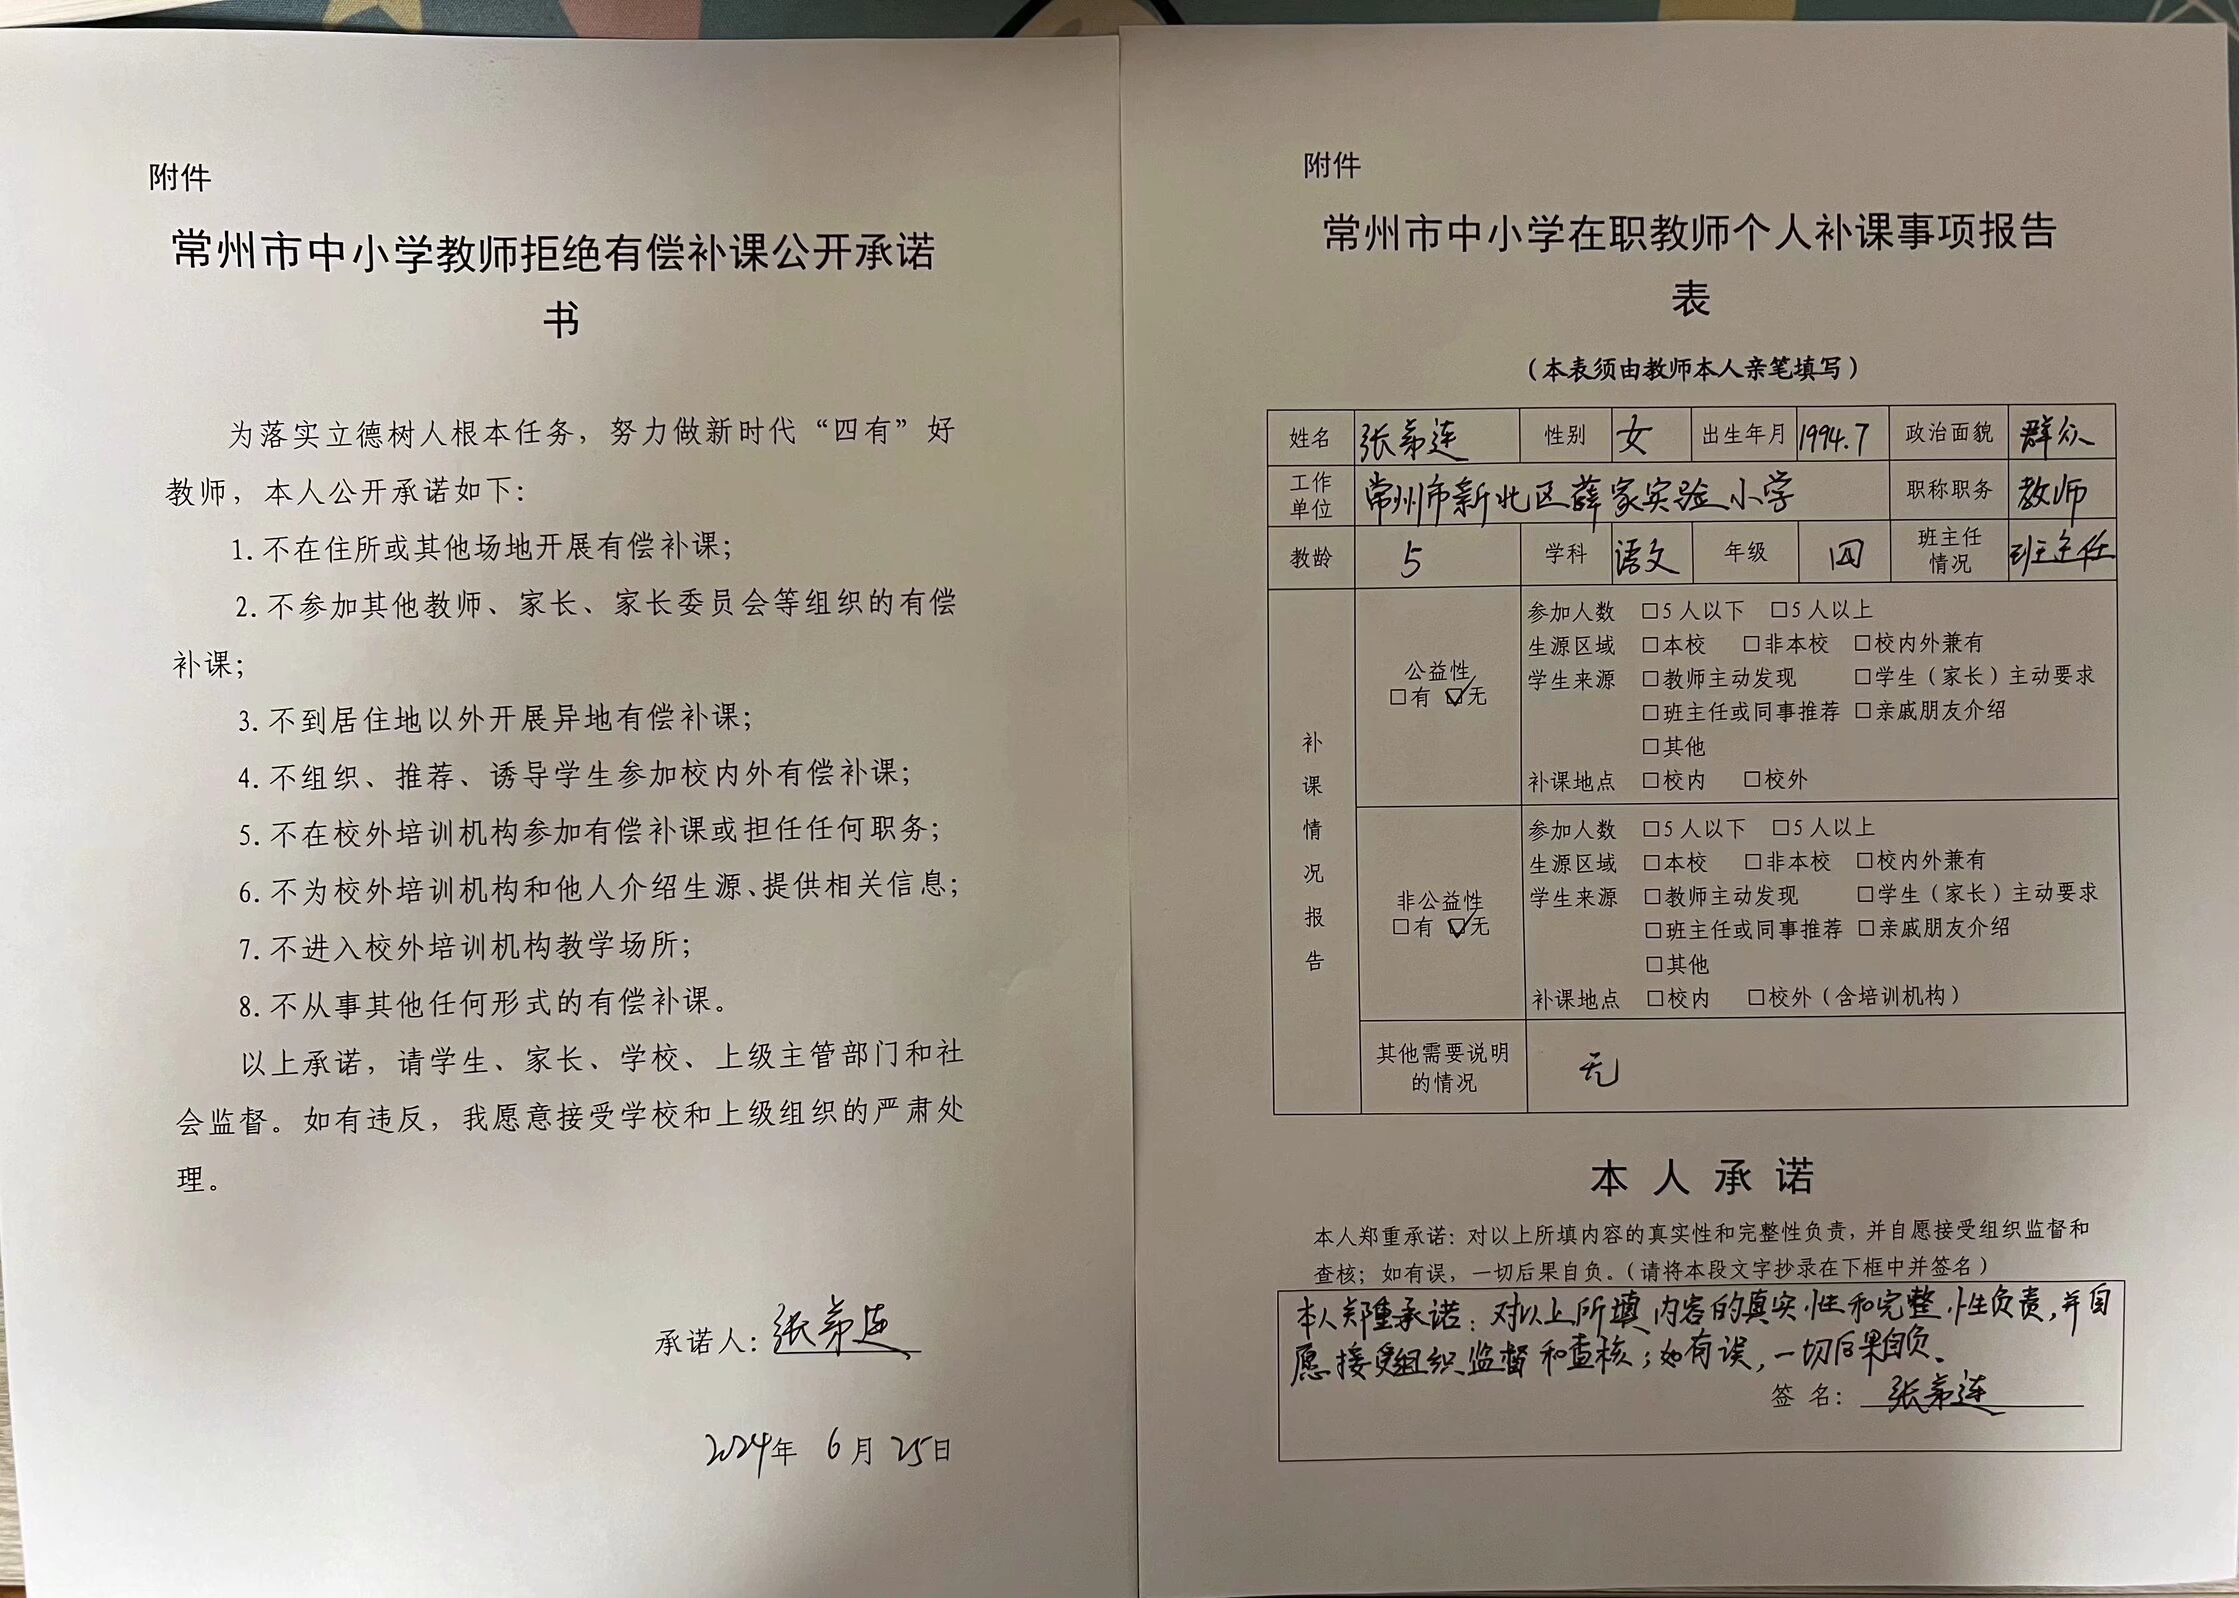 附件
常州市中小学教师拒绝有偿补课公开承诺
书
为落实立德树人根本任务，努力做新时代“四有”好
教师，本人公开承诺如下：
1.不在住所或其他场地开展有偿补课；
2.不参加其他教师、家长、家长委员会等组织的有偿
补课；
3.不到居住地以外开展异地有偿补课；
4.不组织、推荐、诱导学生参加校内外有偿补课；
5.不在校外培训机构参加有偿补课或担任任何职务；
6.不为校外培训机构和他人介绍生源、提供相关信息；
7.不进入校外培训机构教学场所；
8.不从事其他任何形式的有偿补课。
以上承诺，请学生、家长、学校、上级主管部门和社
会监督。如有违反，我愿意接受学校和上级组织的严肃处
理。
承诺人：张弟连
2024年 6月 25日
附件
常州市中小学在职教师个人补课事项报告
表
（本表须由教师本人亲笔填写）
姓名 张弟连 性别 女 出生年月 1994.7 政治面貌 群众
工作
单位 常州市新北区薛家实验小学 职称职务 教师
教龄 5 学科 语文 年级 四 班主任
情况 班主任
补课情况报告
公益性
□有 ☑无
参加人数 □5人以下 □5人以上
生源区域 □本校 □非本校 □校内外兼有
学生来源 □教师主动发现 □学生（家长）主动要求
□班主任或同事推荐 □亲戚朋友介绍
□其他
补课地点 □校内 □校外
非公益性
□有 ☑无
参加人数 □5人以下 □5人以上
生源区域 □本校 □非本校 □校内外兼有
学生来源 □教师主动发现 □学生（家长）主动要求
□班主任或同事推荐 □亲戚朋友介绍
□其他
补课地点 □校内 □校外（含培训机构）
其他需要说明
的情况 无
本人承诺
本人郑重承诺：对以上所填内容的真实性和完整性负责，并自愿接受组织监督和
查核；如有误，一切后果自负。（请将本段文字抄录在下框中并签名）
本人郑重承诺：对以上所填内容的真实性和完整性负责，并自
愿接受组织监督和查核；如有误，一切后果自负。
签 名：张弟连